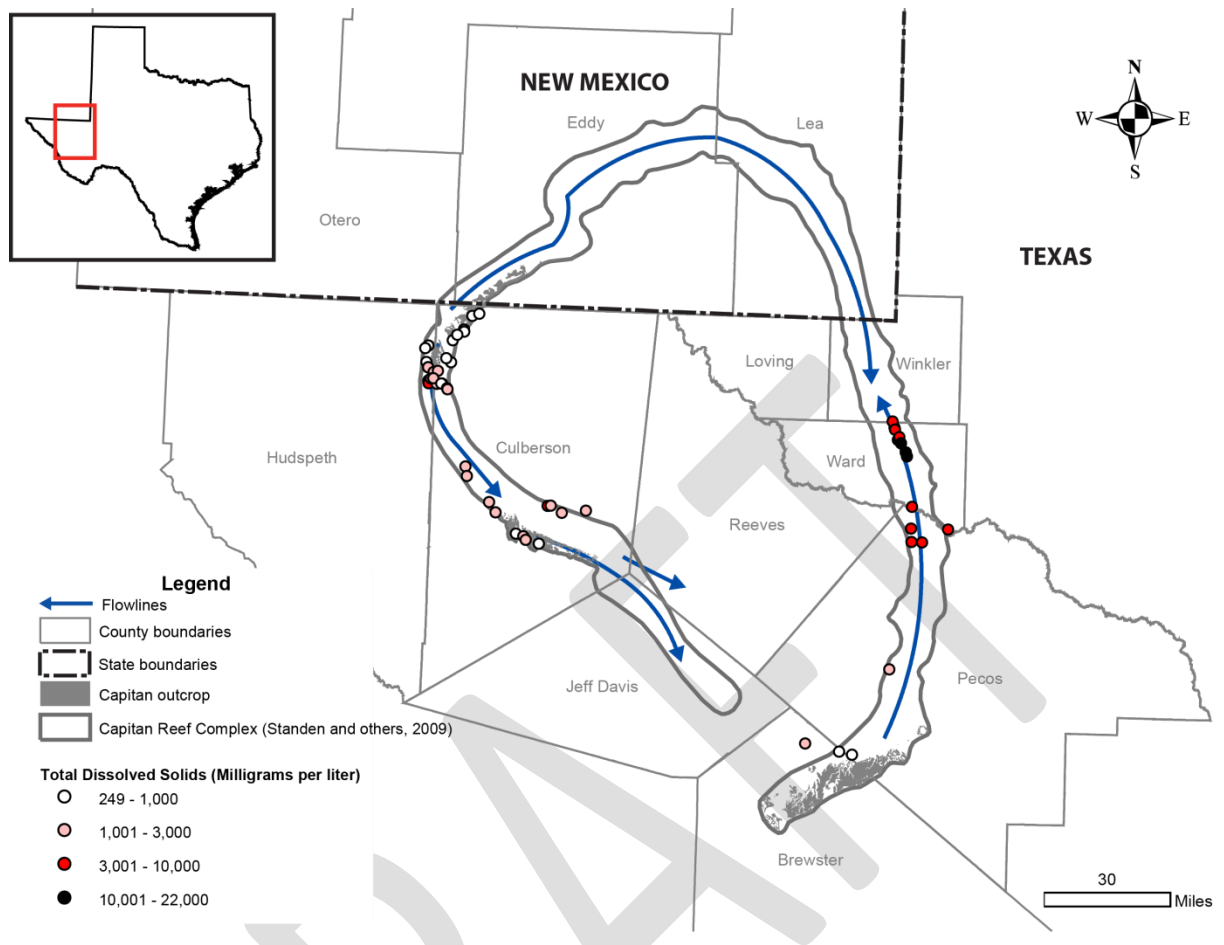 NEW MEXICO
Eddy
Lea
N
W
E
S
Otero
TEXAS
Loving
Winkler
Culberson
Hudspeth
Ward
Reeves
Legend
Flowlines
County boundaries
State boundaries
Capitan outcrop
Capitan Reef Complex (Standen and others, 2009)
Jeff Davis
Pecos
Total Dissolved Solids (Milligrams per liter)
249 - 1,000
1,001 - 3,000
3,001 - 10,000
10,001 - 22,000
Brewster
30
Miles